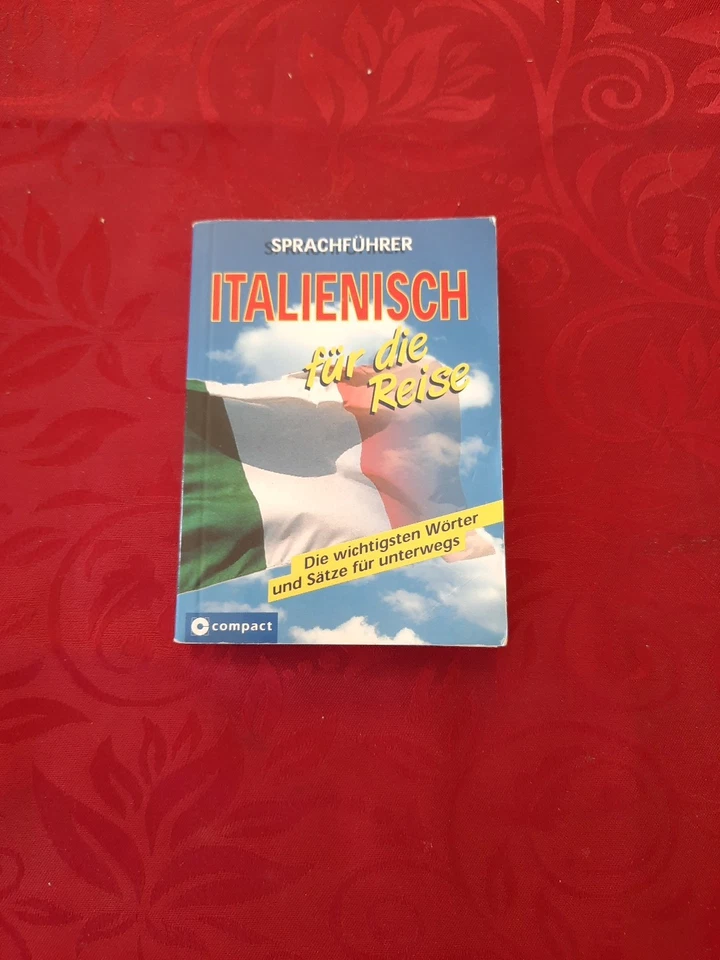 SPRACHFÜHRER
ITALIENISCH
für die
Reise
Die wichtigsten Wörter
und Sätze für unterwegs
compact